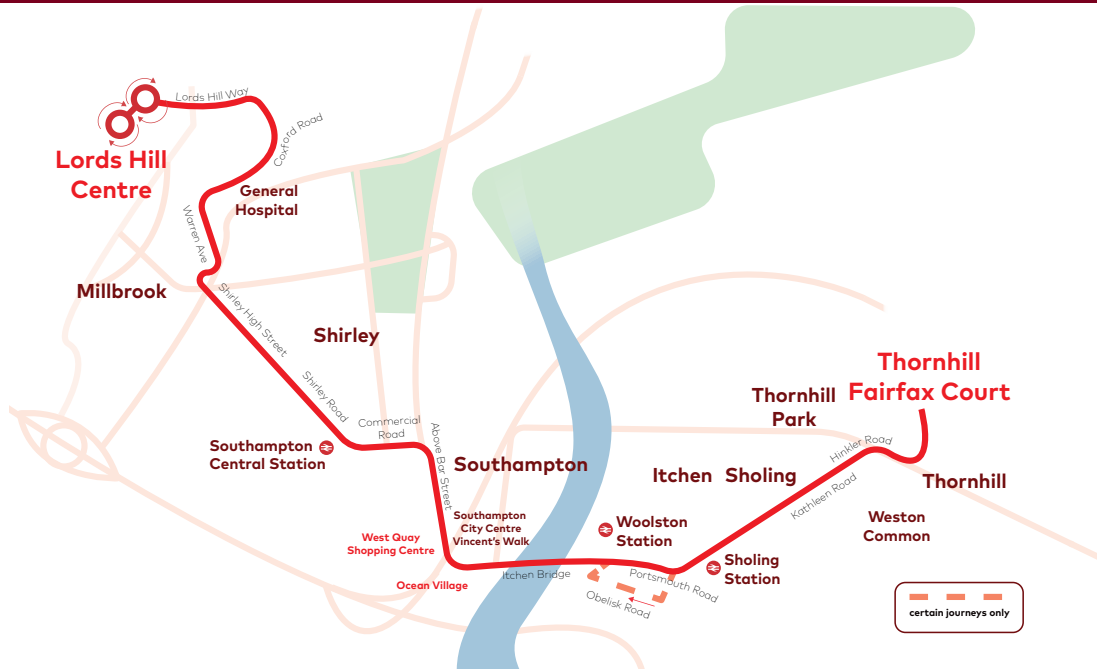 Lords Hill Way
Coxford Road
Lords Hill
Centre
General
Hospital
Warren Ave
Millbrook
Shirley High Street
Shirley
Shirley Road
Thornhill
Fairfax Court
Thornhill
Park
Commercial
Road
Above Bar Street
Hinkler Road
Southampton
Central Station
Southampton
Itchen
Sholing
Kathleen Road
Thornhill
Southampton
City Centre
Vincent's Walk
Weston
Common
West Quay
Shopping Centre
Woolston
Station
Sholing
Station
Itchen Bridge
Portsmouth Road
Ocean Village
Obelisk Road
certain journeys only